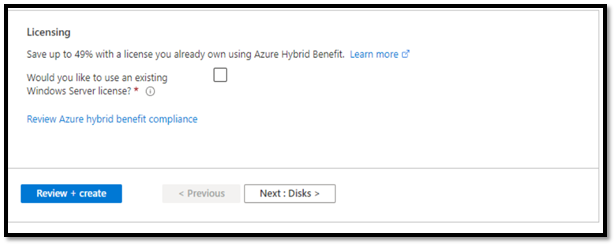 Licensing
Save up to 49% with a license you already own using Azure Hybrid Benefit. Learn more
Would you like to use an existing
Windows Server license? *
Review Azure hybrid benefit compliance
Review + create < Previous Next : Disks >